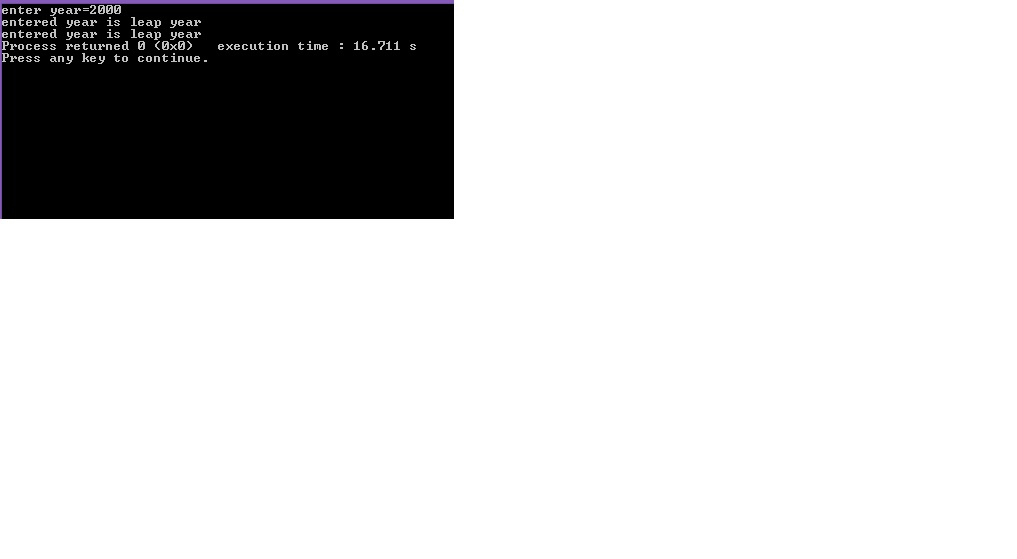 enter year=2000
entered year is leap year
entered year is leap year
Process returned 0 (0x0)   execution time : 16.711 s
Press any key to continue.